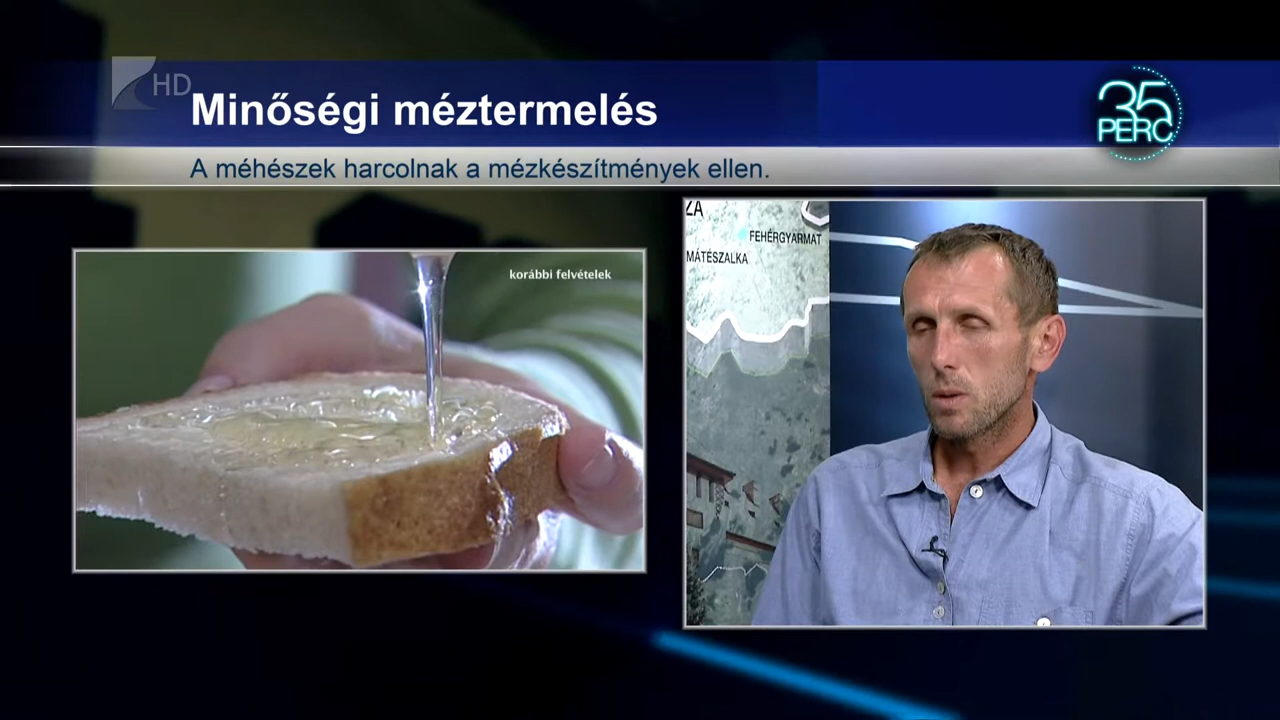 HD
Minőségi méztermelés
35
PERC
A méhészek harcolnak a mézkészítmények ellen.
korábbi felvételek
ZA
FEHÉRGYARMAT
MÁTÉSZALKA